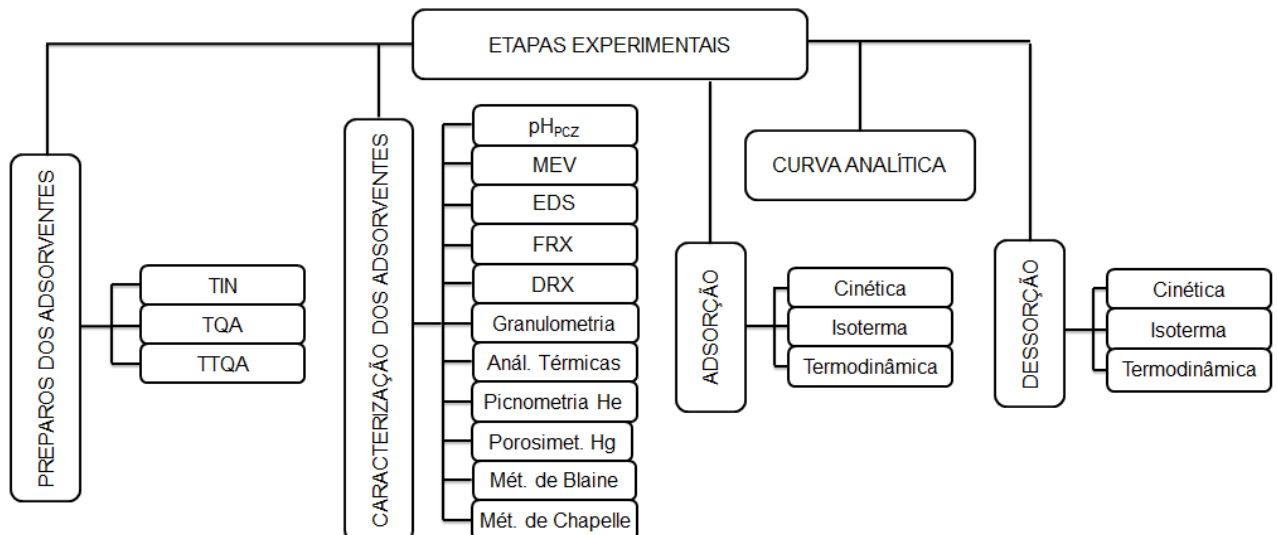 ETAPAS EXPERIMENTAIS
PREPAROS DOS ADSORVENTES
TIN
TQA
TTQA
CARACTERIZAÇÃO DOS ADSORVENTES
pHPCZ
MEV
EDS
FRX
DRX
Granulometria
Anál. Térmicas
Picnometria He
Porosimet. Hg
Mét. de Blaine
Mét. de Chapelle
ADSORÇÃO
Cinética
Isoterma
Termodinâmica
CURVA ANALÍTICA
DESSORÇÃO
Cinética
Isoterma
Termodinâmica